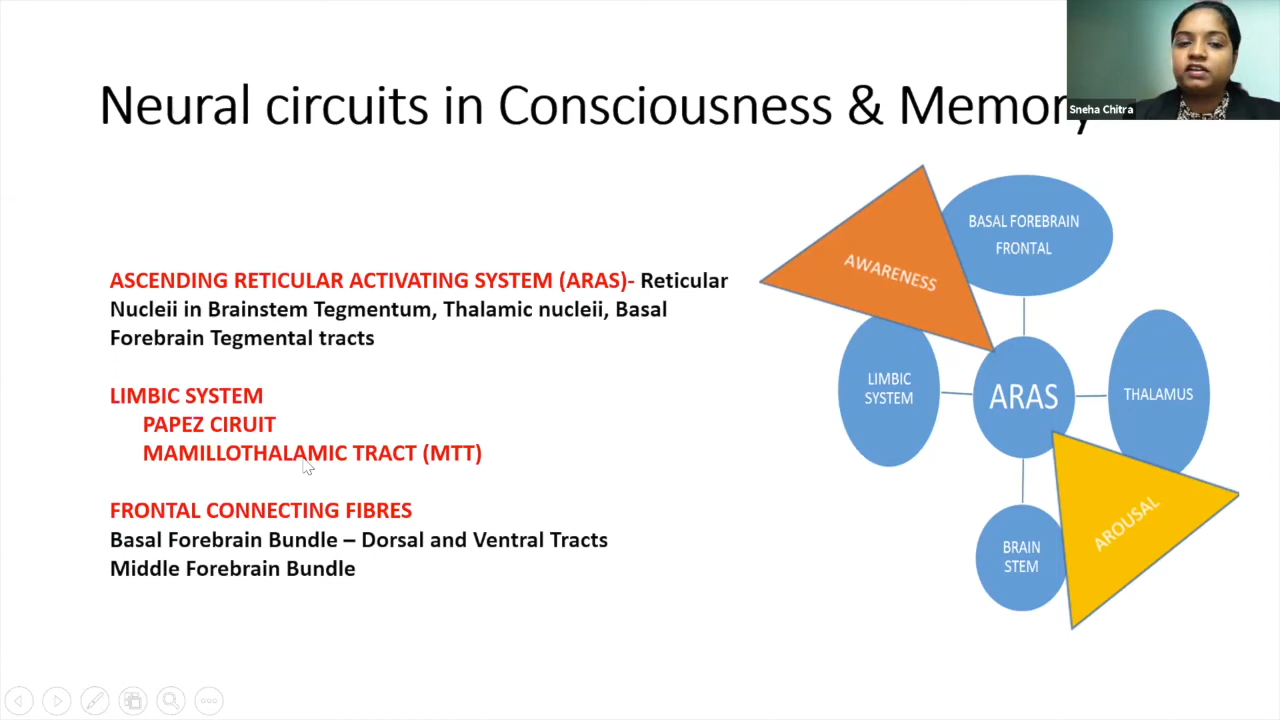 Neural circuits in Consciousness & Memory
Sneha Chitra
ASCENDING RETICULAR ACTIVATING SYSTEM (ARAS)- Reticular
Nucleii in Brainstem Tegmentum, Thalamic nucleii, Basal
Forebrain Tegmental tracts
LIMBIC SYSTEM
PAPEZ CIRUIT
MAMILLOTHALAMIC TRACT (MTT)
FRONTAL CONNECTING FIBRES
Basal Forebrain Bundle – Dorsal and Ventral Tracts
Middle Forebrain Bundle
AWARENESS
BASAL FOREBRAIN
FRONTAL
LIMBIC
SYSTEM
ARAS
THALAMUS
AROUSAL
BRAIN
STEM